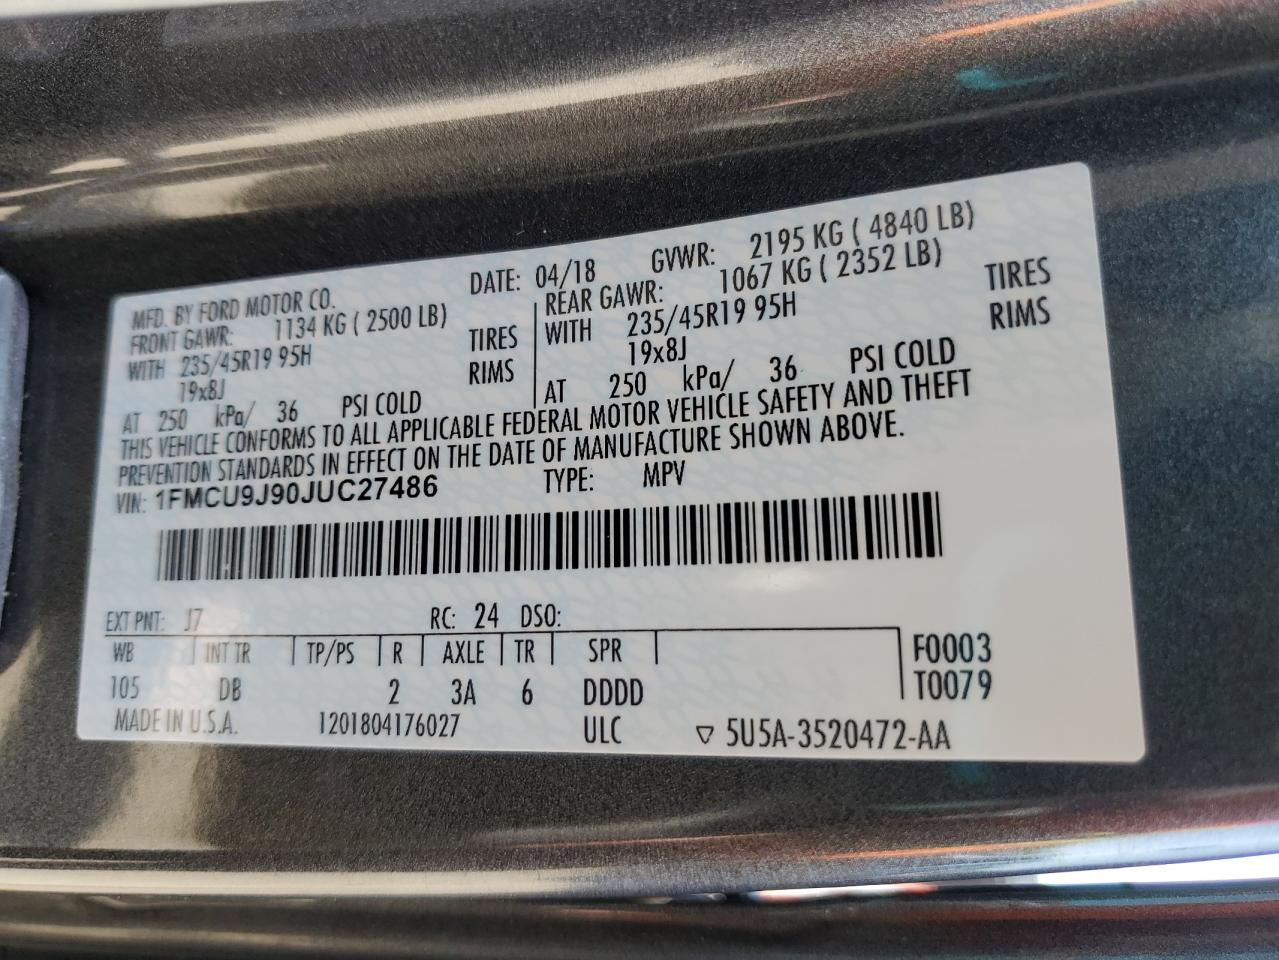 MFD. BY FORD MOTOR CO. DATE: 04/18 GVWR: 2195 KG ( 4840 LB)
FRONT GAWR: 1134 KG ( 2500 LB) REAR GAWR: 1067 KG ( 2352 LB)
WITH 235/45R19 95H TIRES WITH 235/45R19 95H TIRES
19x8J RIMS 19x8J RIMS
AT 250 kPa/ 36 PSI COLD AT 250 kPa/ 36 PSI COLD
THIS VEHICLE CONFORMS TO ALL APPLICABLE FEDERAL MOTOR VEHICLE SAFETY AND THEFT
PREVENTION STANDARDS IN EFFECT ON THE DATE OF MANUFACTURE SHOWN ABOVE.
VIN: 1FMCU9J90JUC27486 TYPE: MPV
EXT PNT: J7 RC: 24 DSO:
WB INT TR TP/PS R AXLE TR SPR F0003
105 DB 2 3A 6 DDDD T0079
MADE IN U.S.A. 1201804176027 ULC ▽ 5U5A-3520472-AA